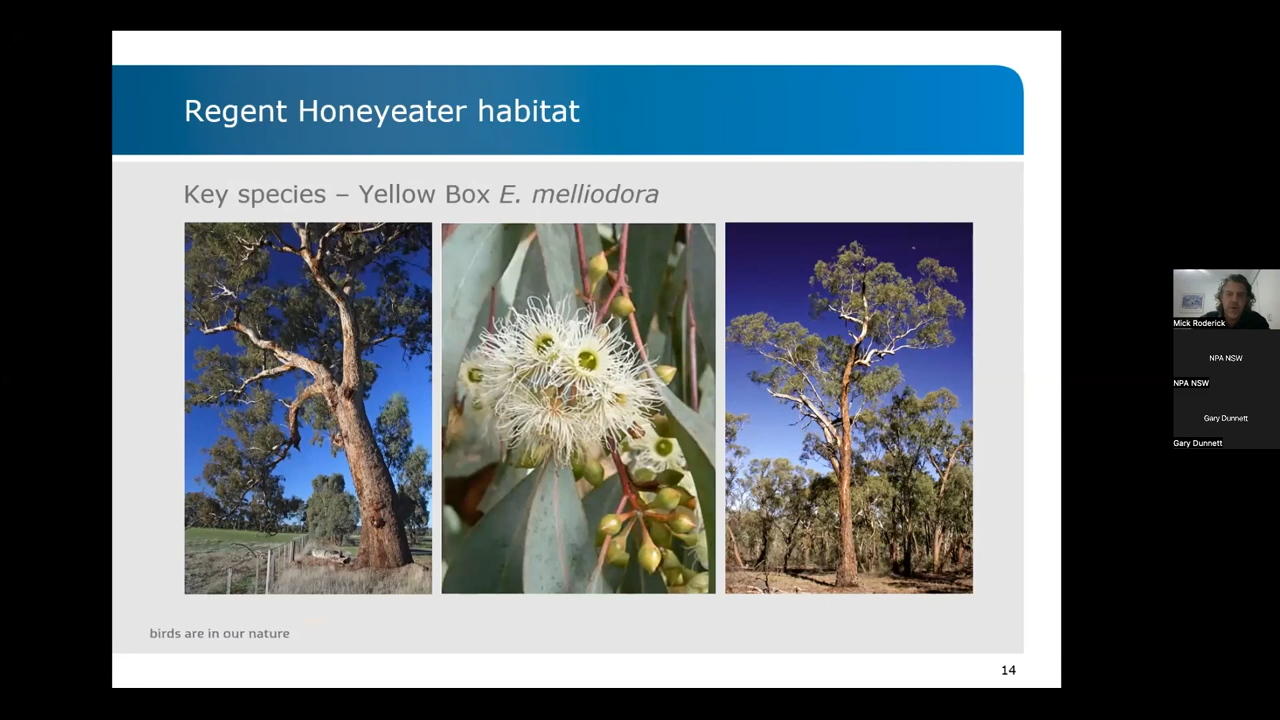 Regent Honeyeater habitat
Key species – Yellow Box E. melliodora
birds are in our nature
14
Mick Roderick
NPA NSW
NPA NSW
Gary Dunnett
Gary Dunnett